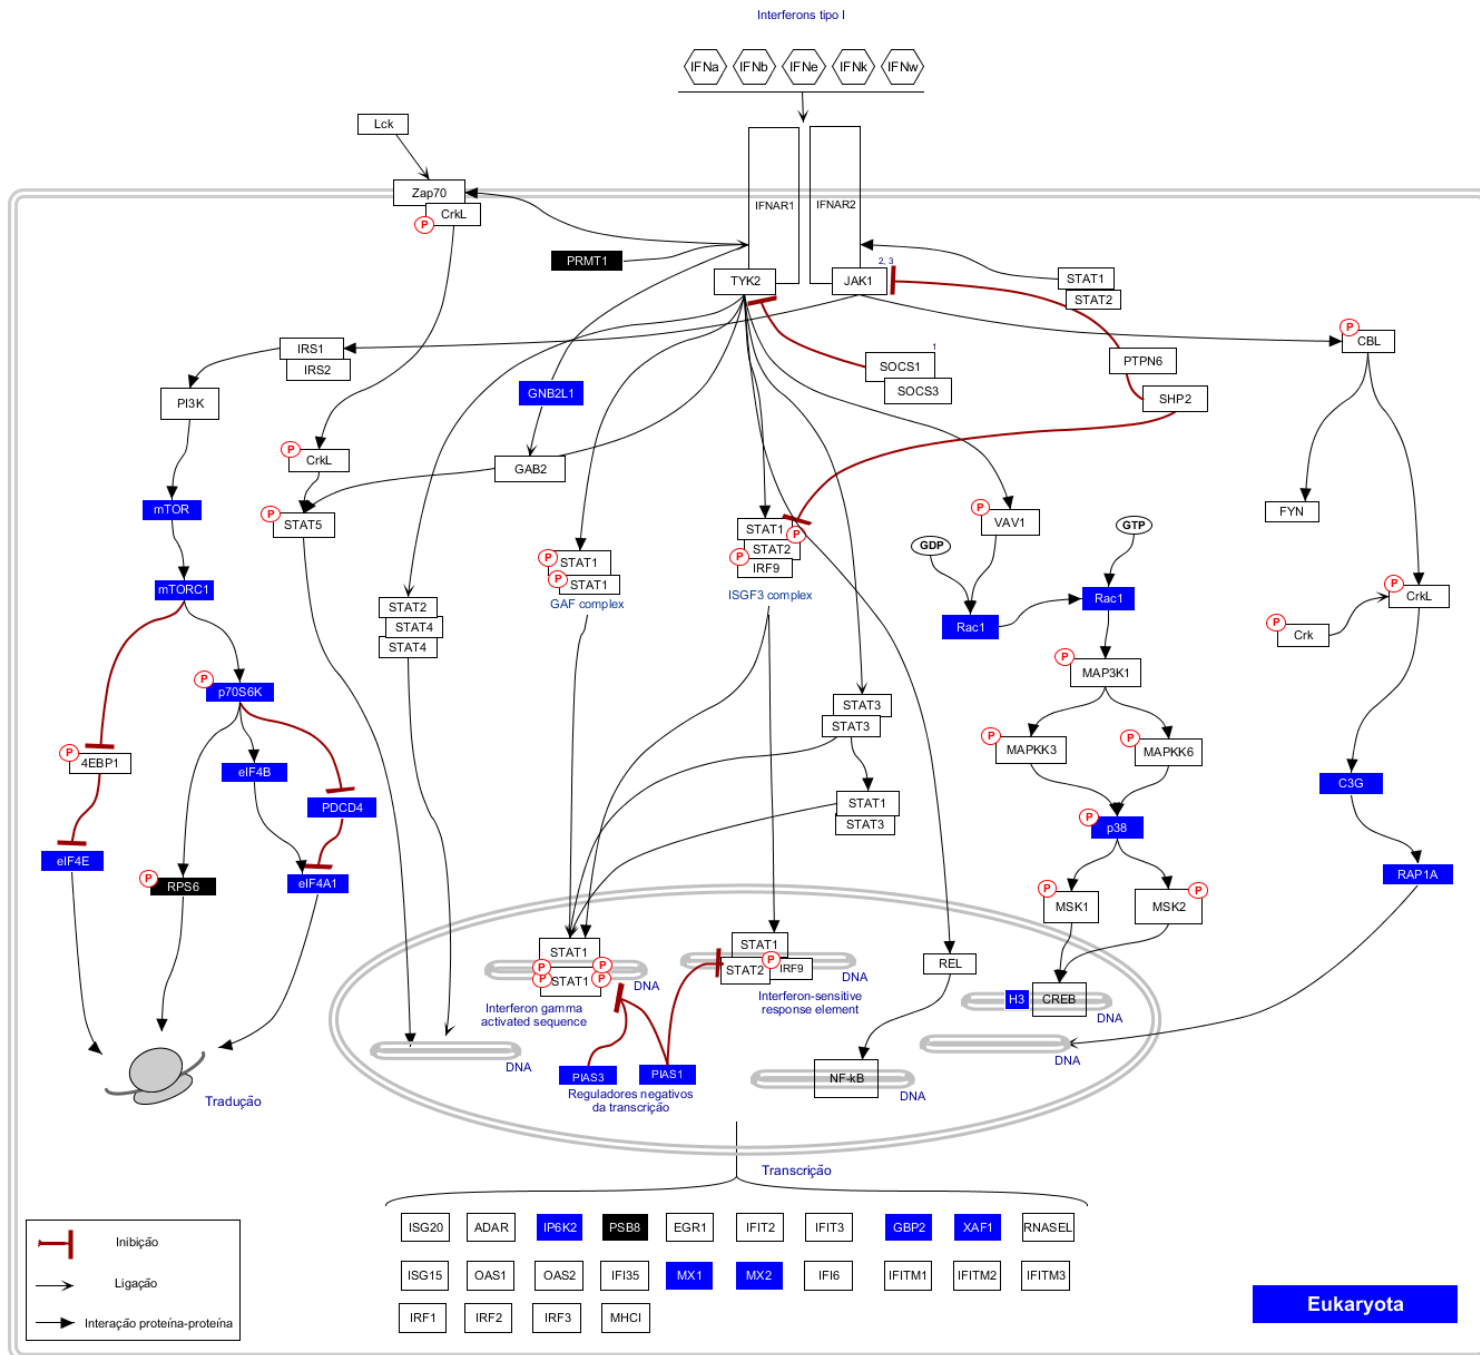 Interferons tipo I
IFNa IFNb IFNe IFNk IFNw
Lck
Zap70
CrkL
P
IFNAR1 IFNAR2
PRMT1
2, 3
TYK2 JAK1
STAT1
STAT2
P
CBL
IRS1
IRS2
1
SOCS1
SOCS3
PTPN6
SHP2
PI3K
GNB2L1
P
CrkL
GAB2
mTOR
P
STAT5
P
VAV1
FYN
STAT1
P
STAT2
P
IRF9
ISGF3 complex
P
STAT1
P
STAT1
GAF complex
GDP
GTP
mTORC1
Rac1
Rac1
P
CrkL
P
Crk
STAT2
STAT4
STAT4
P
p70S6K
P
MAP3K1
STAT3
STAT3
P
MAPKK3
P
MAPKK6
P
4EBP1
eIF4B
PDCD4
STAT1
STAT3
C3G
P
p38
eIF4E
P
RPS6
eIF4A1
RAP1A
P
MSK1
P
MSK2
STAT1
P P
P P
STAT1
DNA
Interferon gamma
activated sequence
STAT1
P
STAT2 IRF9
DNA
Interferon-sensitive
response element
REL
H3 CREB
DNA
DNA
DNA
PIAS3 PIAS1
Reguladores negativos
da transcrição
NF-kB
DNA
Tradução
Transcrição
ISG20 ADAR IP6K2 PSB8 EGR1 IFIT2 IFIT3 GBP2 XAF1 RNASEL
ISG15 OAS1 OAS2 IFI35 MX1 MX2 IFI6 IFITM1 IFITM2 IFITM3
IRF1 IRF2 IRF3 MHCI
Inibição
Ligação
Interação proteína-proteína
Eukaryota